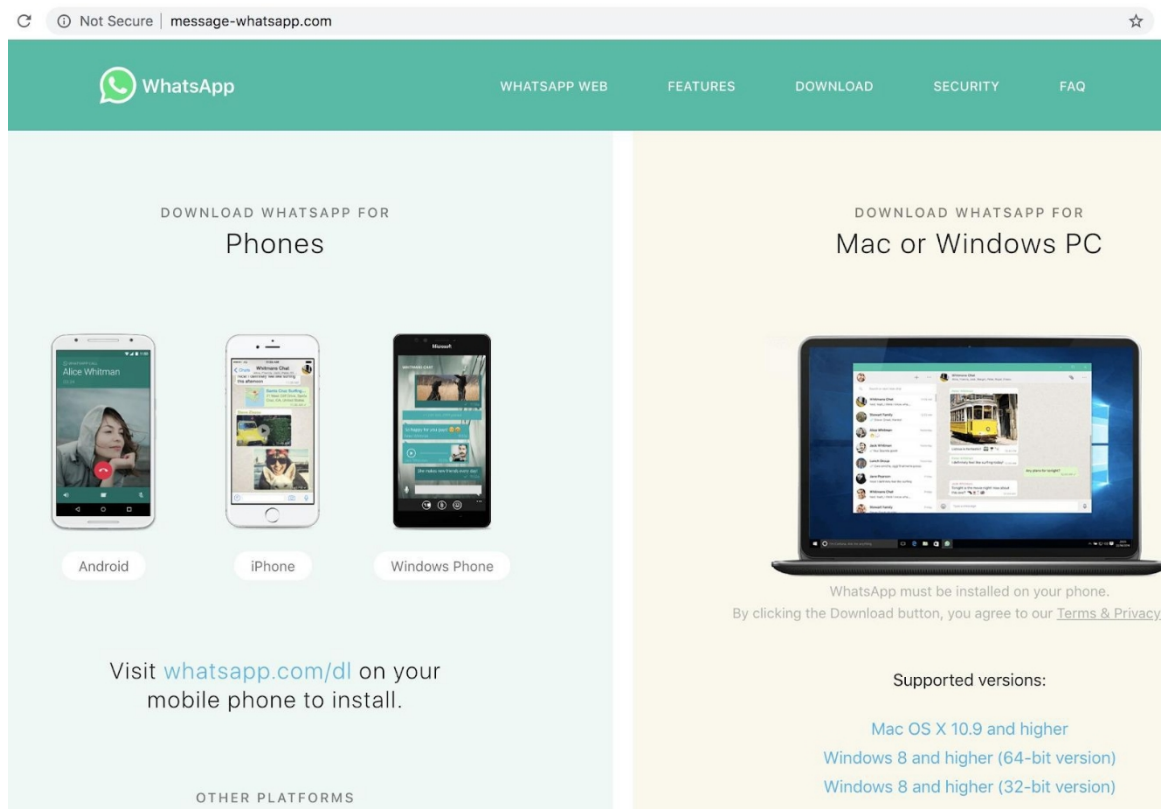 Not Secure | message-whatsapp.com
WhatsApp
WHATSAPP WEB
FEATURES
DOWNLOAD
SECURITY
FAQ
DOWNLOAD WHATSAPP FOR
Phones
Alice Whitman
Android
iPhone
Windows Phone
Visit whatsapp.com/dl on your
mobile phone to install.
OTHER PLATFORMS
DOWNLOAD WHATSAPP FOR
Mac or Windows PC
WhatsApp must be installed on your phone.
By clicking the Download button, you agree to our Terms & Privacy
Supported versions:
Mac OS X 10.9 and higher
Windows 8 and higher (64-bit version)
Windows 8 and higher (32-bit version)